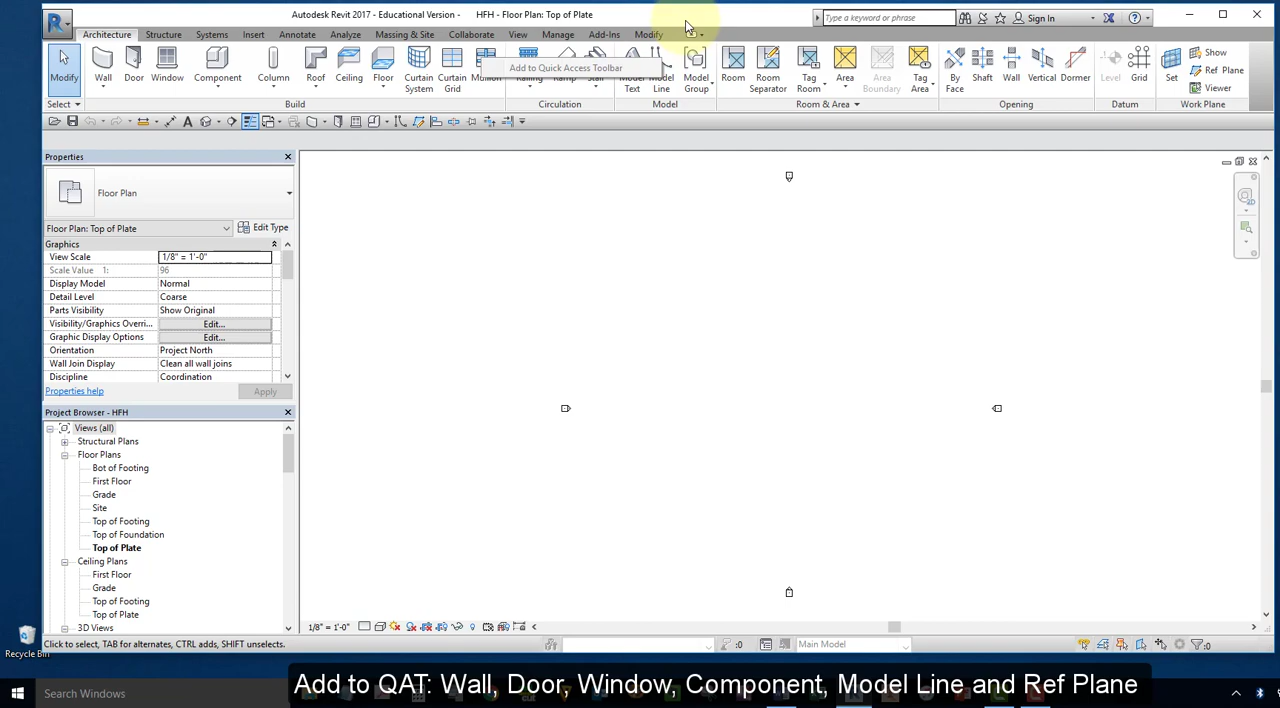 Autodesk Revit 2017 - Educational Version - HFH - Floor Plan: Top of Plate
Type a keyword or phrase
Sign In
Architecture Structure Systems Insert Annotate Analyze Massing & Site Collaborate View Manage Add-Ins Modify
Modify
Wall Door Window Component Column Roof Ceiling Floor Curtain System Curtain Grid Mullion Railing Ramp Stair Model Text Model Line Model Group
Add to Quick Access Toolbar
Room Room Separator Tag Room Area Area Boundary Tag Area By Face Shaft Wall Vertical Dormer Level Grid Set
Show
Ref Plane
Viewer
Select Build Circulation Model Room & Area Opening Datum Work Plane
Properties
Floor Plan
Floor Plan: Top of Plate Edit Type
Graphics
View Scale 1/8" = 1'-0"
Scale Value 1: 96
Display Model Normal
Detail Level Coarse
Parts Visibility Show Original
Visibility/Graphics Overri... Edit...
Graphic Display Options Edit...
Orientation Project North
Wall Join Display Clean all wall joins
Discipline Coordination
Properties help Apply
Project Browser - HFH
Views (all)
Structural Plans
Floor Plans
Bot of Footing
First Floor
Grade
Site
Top of Footing
Top of Foundation
Top of Plate
Ceiling Plans
First Floor
Grade
Top of Footing
Top of Plate
3D Views
1/8" = 1'-0"
Click to select, TAB for alternates, CTRL adds, SHIFT unselects.
:0
Main Model
:0
Recycle Bin
Search Windows
Add to QAT: Wall, Door, Window, Component, Model Line and Ref Plane